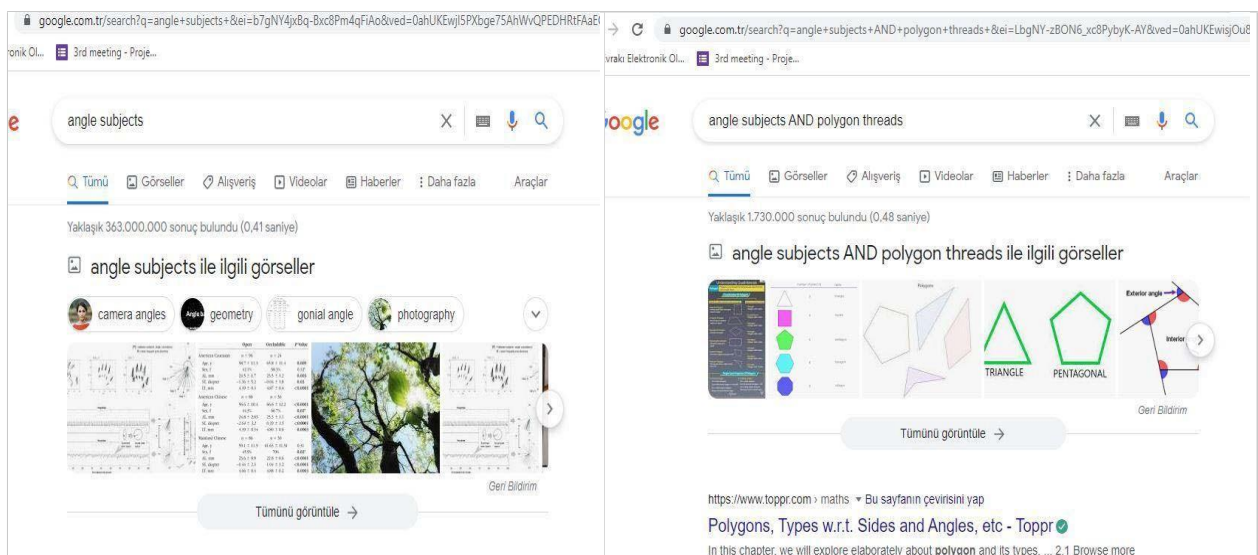 google.com.tr/search?q=angle+subjects+&ei=b7gNY4jxBq-Bxc8Pm4qFiAo&ved=0ahUKEwjI5PXbge75AhWvQPEDHRtFAaE
ronik Ol... 3rd meeting - Proje...
e angle subjects
Tümü Görseller Alışveriş Videolar Haberler Daha fazla Araçlar
Yaklaşık 363.000.000 sonuç bulundu (0,41 saniye)
angle subjects ile ilgili görseller
camera angles geometry gonial angle photography
Geri Bildirim
Tümünü görüntüle →
google.com.tr/search?q=angle+subjects+AND+polygon+threads+&ei=LbgNY-zBON6_xc8PybyK-AY&ved=0ahUKEwisjOu8
vrakı Elektronik Ol... 3rd meeting - Proje...
Google angle subjects AND polygon threads
Tümü Görseller Alışveriş Videolar Haberler Daha fazla Araçlar
Yaklaşık 1.730.000 sonuç bulundu (0,48 saniye)
angle subjects AND polygon threads ile ilgili görseller
Polygons
Exterior angle
Interior
TRIANGLE PENTAGONAL
Geri Bildirim
Tümünü görüntüle →
https://www.toppr.com › maths Bu sayfanın çevirisini yap
Polygons, Types w.r.t. Sides and Angles, etc - Toppr
In this chapter, we will explore elaborately about polygon and its types. ... 2.1 Browse more